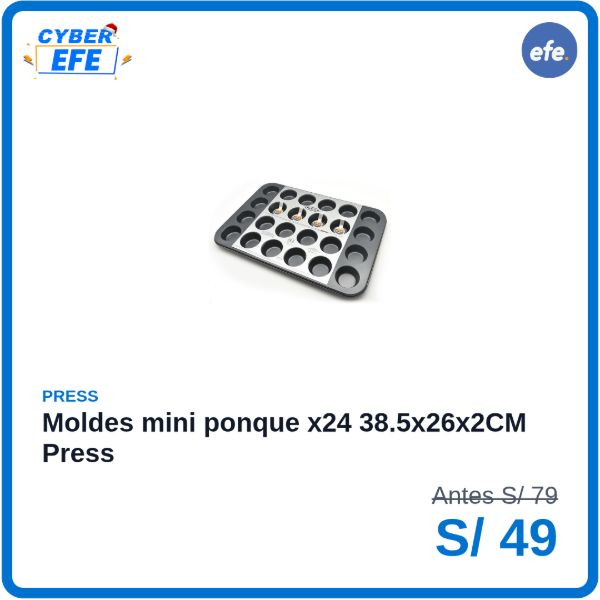 CYBER
EFE
efe.
PRESS
Moldes mini ponque x24 38.5x26x2CM
Press
Antes S/ 79
S/ 49